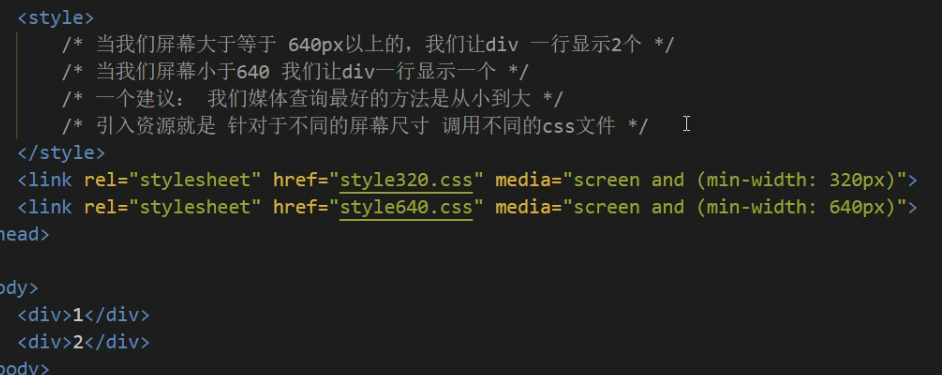 <style>
/* 当我们屏幕大于等于 640px以上的，我们让div 一行显示2个 */
/* 当我们屏幕小于640 我们让div一行显示一个 */
/* 一个建议： 我们媒体查询最好的方法是从小到大 */
/* 引入资源就是 针对于不同的屏幕尺寸 调用不同的css文件 */
</style>
<link rel="stylesheet" href="style320.css" media="screen and (min-width: 320px)">
<link rel="stylesheet" href="style640.css" media="screen and (min-width: 640px)">
head>
ody>
<div>1</div>
<div>2</div>
body>